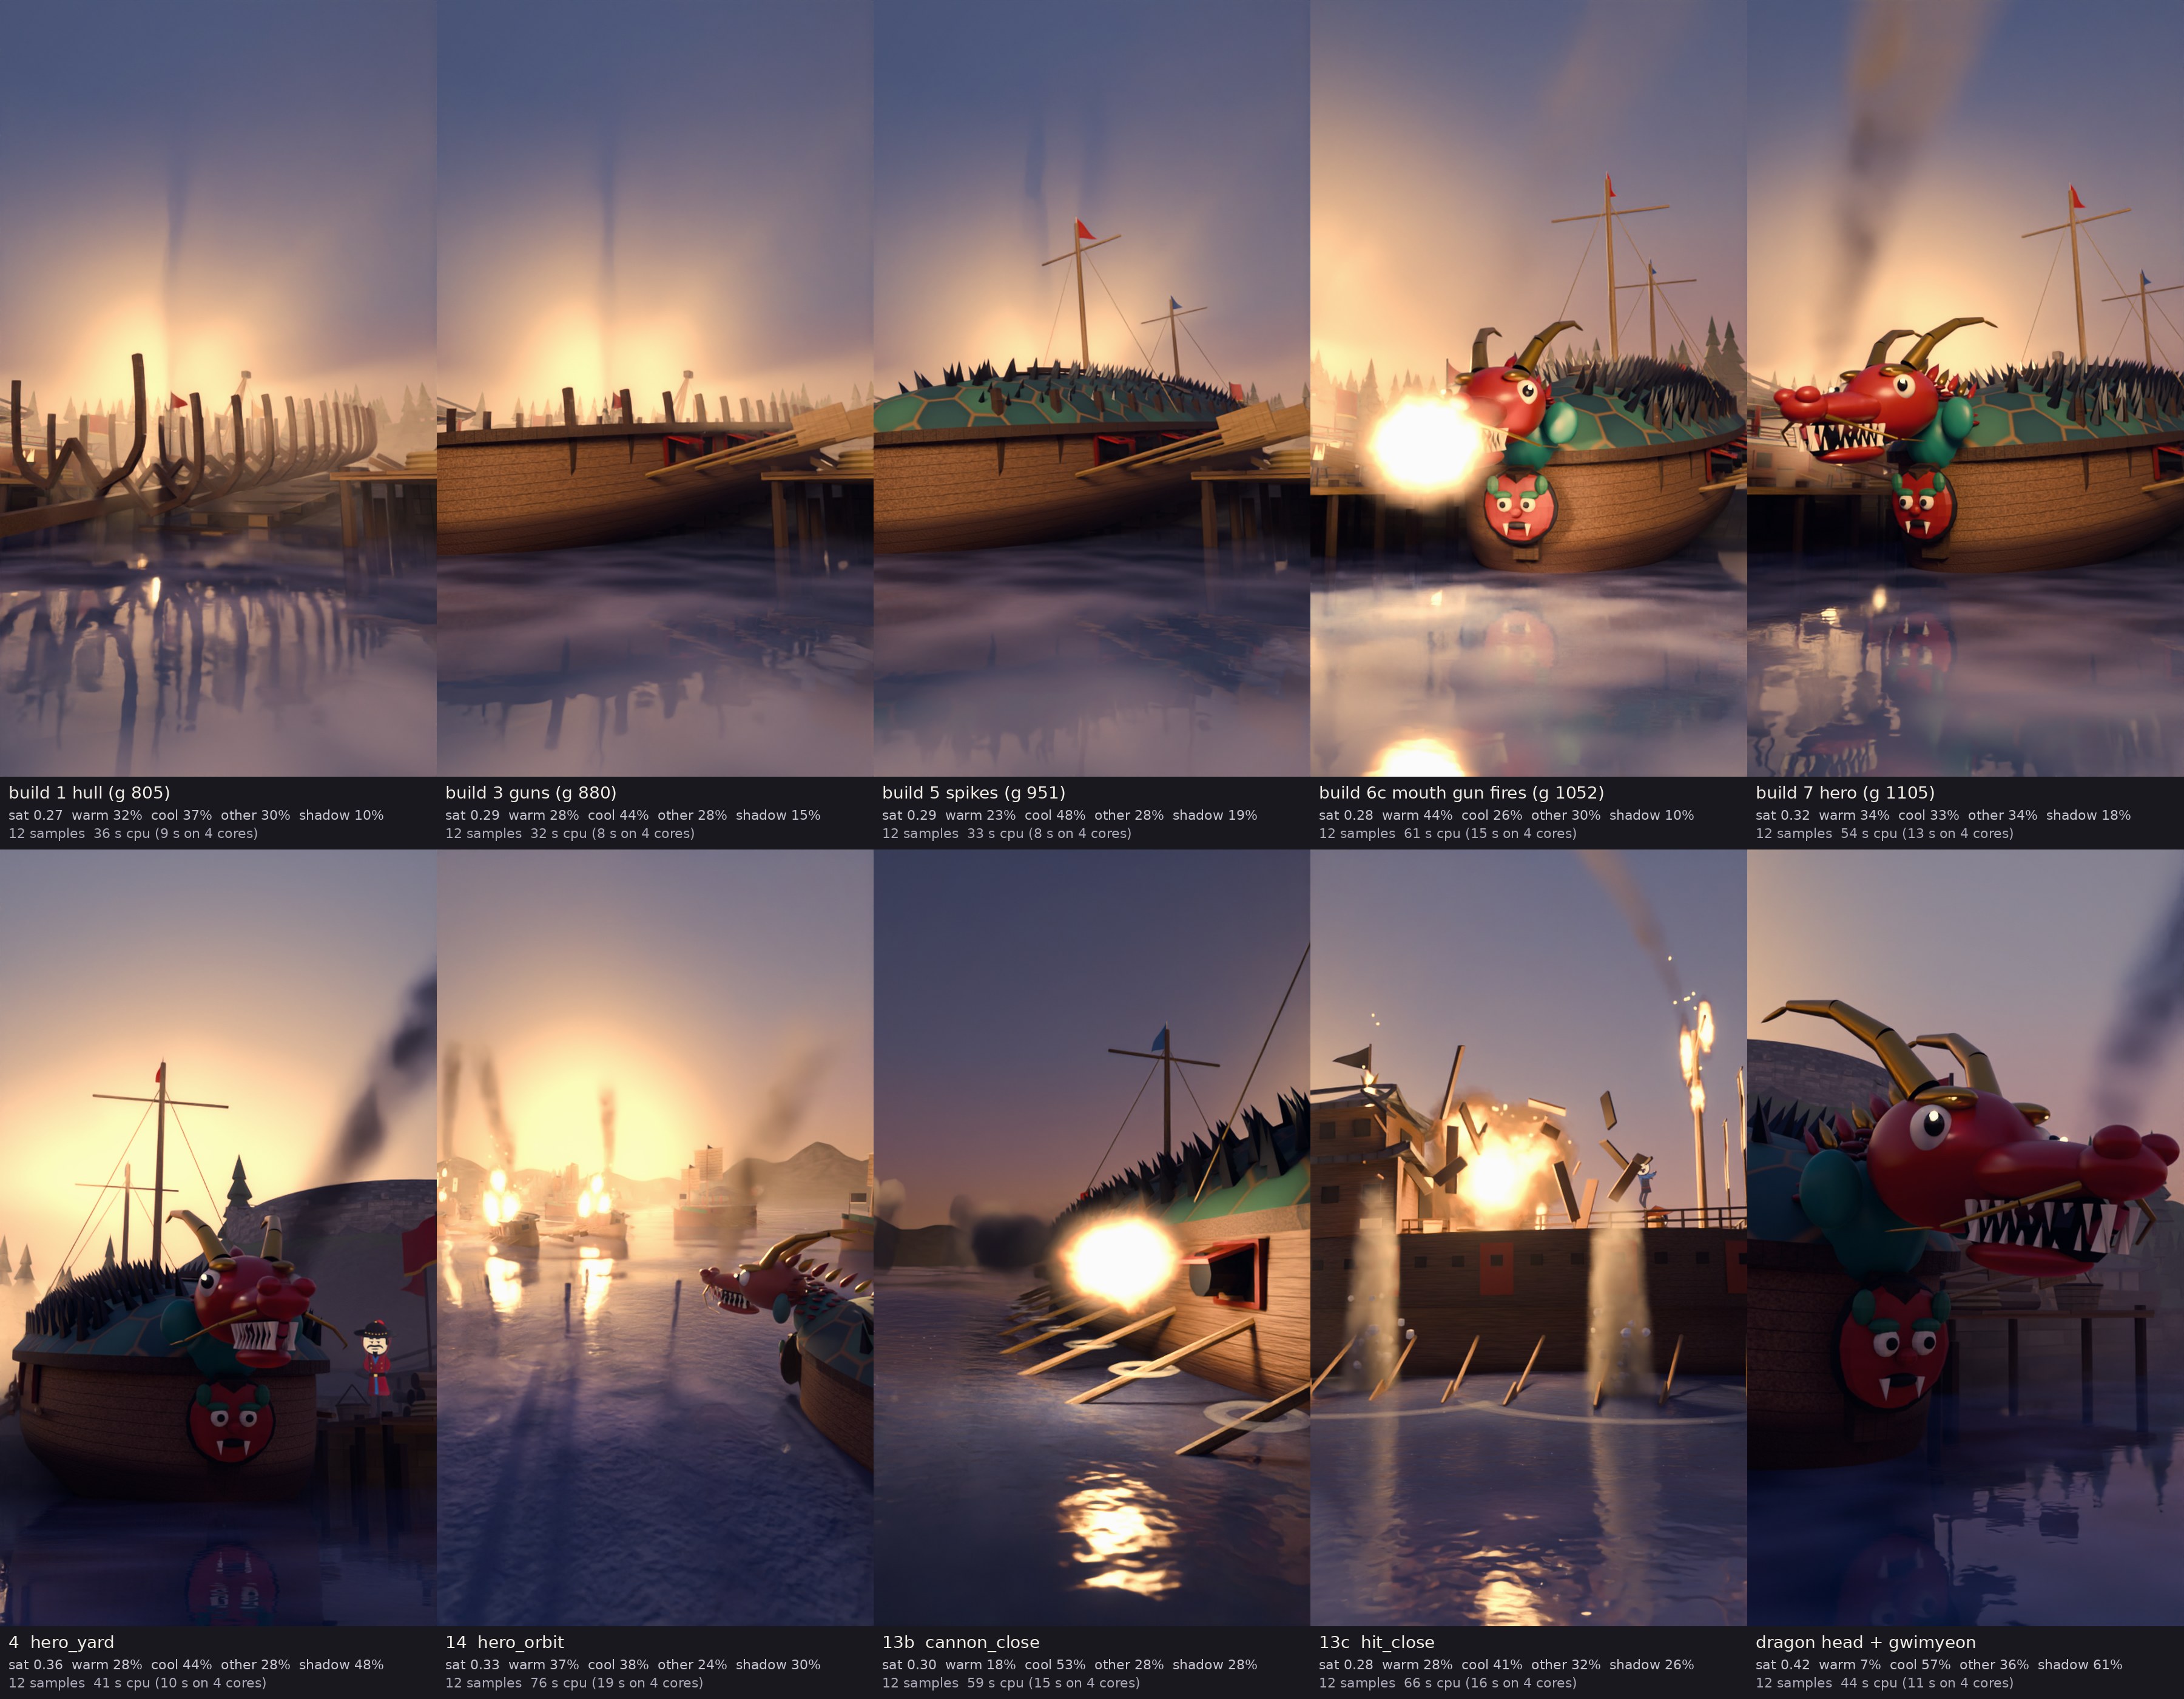 build 1 hull (g 805)
sat 0.27  warm 32%  cool 37%  other 30%  shadow 10%
12 samples  36 s cpu (9 s on 4 cores)
build 3 guns (g 880)
sat 0.29  warm 28%  cool 44%  other 28%  shadow 15%
12 samples  32 s cpu (8 s on 4 cores)
build 5 spikes (g 951)
sat 0.29  warm 23%  cool 48%  other 28%  shadow 19%
12 samples  33 s cpu (8 s on 4 cores)
build 6c mouth gun fires (g 1052)
sat 0.28  warm 44%  cool 26%  other 30%  shadow 10%
12 samples  61 s cpu (15 s on 4 cores)
build 7 hero (g 1105)
sat 0.32  warm 34%  cool 33%  other 34%  shadow 18%
12 samples  54 s cpu (13 s on 4 cores)
4  hero_yard
sat 0.36  warm 28%  cool 44%  other 28%  shadow 48%
12 samples  41 s cpu (10 s on 4 cores)
14  hero_orbit
sat 0.33  warm 37%  cool 38%  other 24%  shadow 30%
12 samples  76 s cpu (19 s on 4 cores)
13b  cannon_close
sat 0.30  warm 18%  cool 53%  other 28%  shadow 28%
12 samples  59 s cpu (15 s on 4 cores)
13c  hit_close
sat 0.28  warm 28%  cool 41%  other 32%  shadow 26%
12 samples  66 s cpu (16 s on 4 cores)
dragon head + gwimyeon
sat 0.42  warm 7%  cool 57%  other 36%  shadow 61%
12 samples  44 s cpu (11 s on 4 cores)